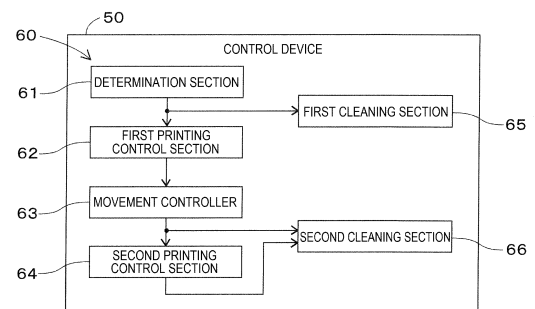 50
60
CONTROL DEVICE
61
DETERMINATION SECTION
FIRST CLEANING SECTION
65
62
FIRST PRINTING
CONTROL SECTION
63
MOVEMENT CONTROLLER
SECOND CLEANING SECTION
66
64
SECOND PRINTING
CONTROL SECTION